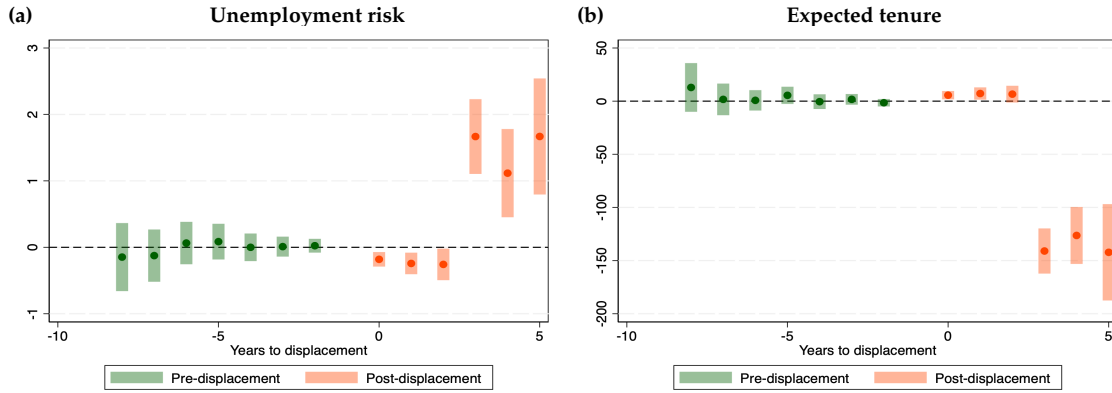 (a) Unemployment risk
3
2
1
0
-1
-10 -5 0 5
Years to displacement
Pre-displacement Post-displacement
(b) Expected tenure
50
0
-50
-100
-150
-200
-10 -5 0 5
Years to displacement
Pre-displacement Post-displacement